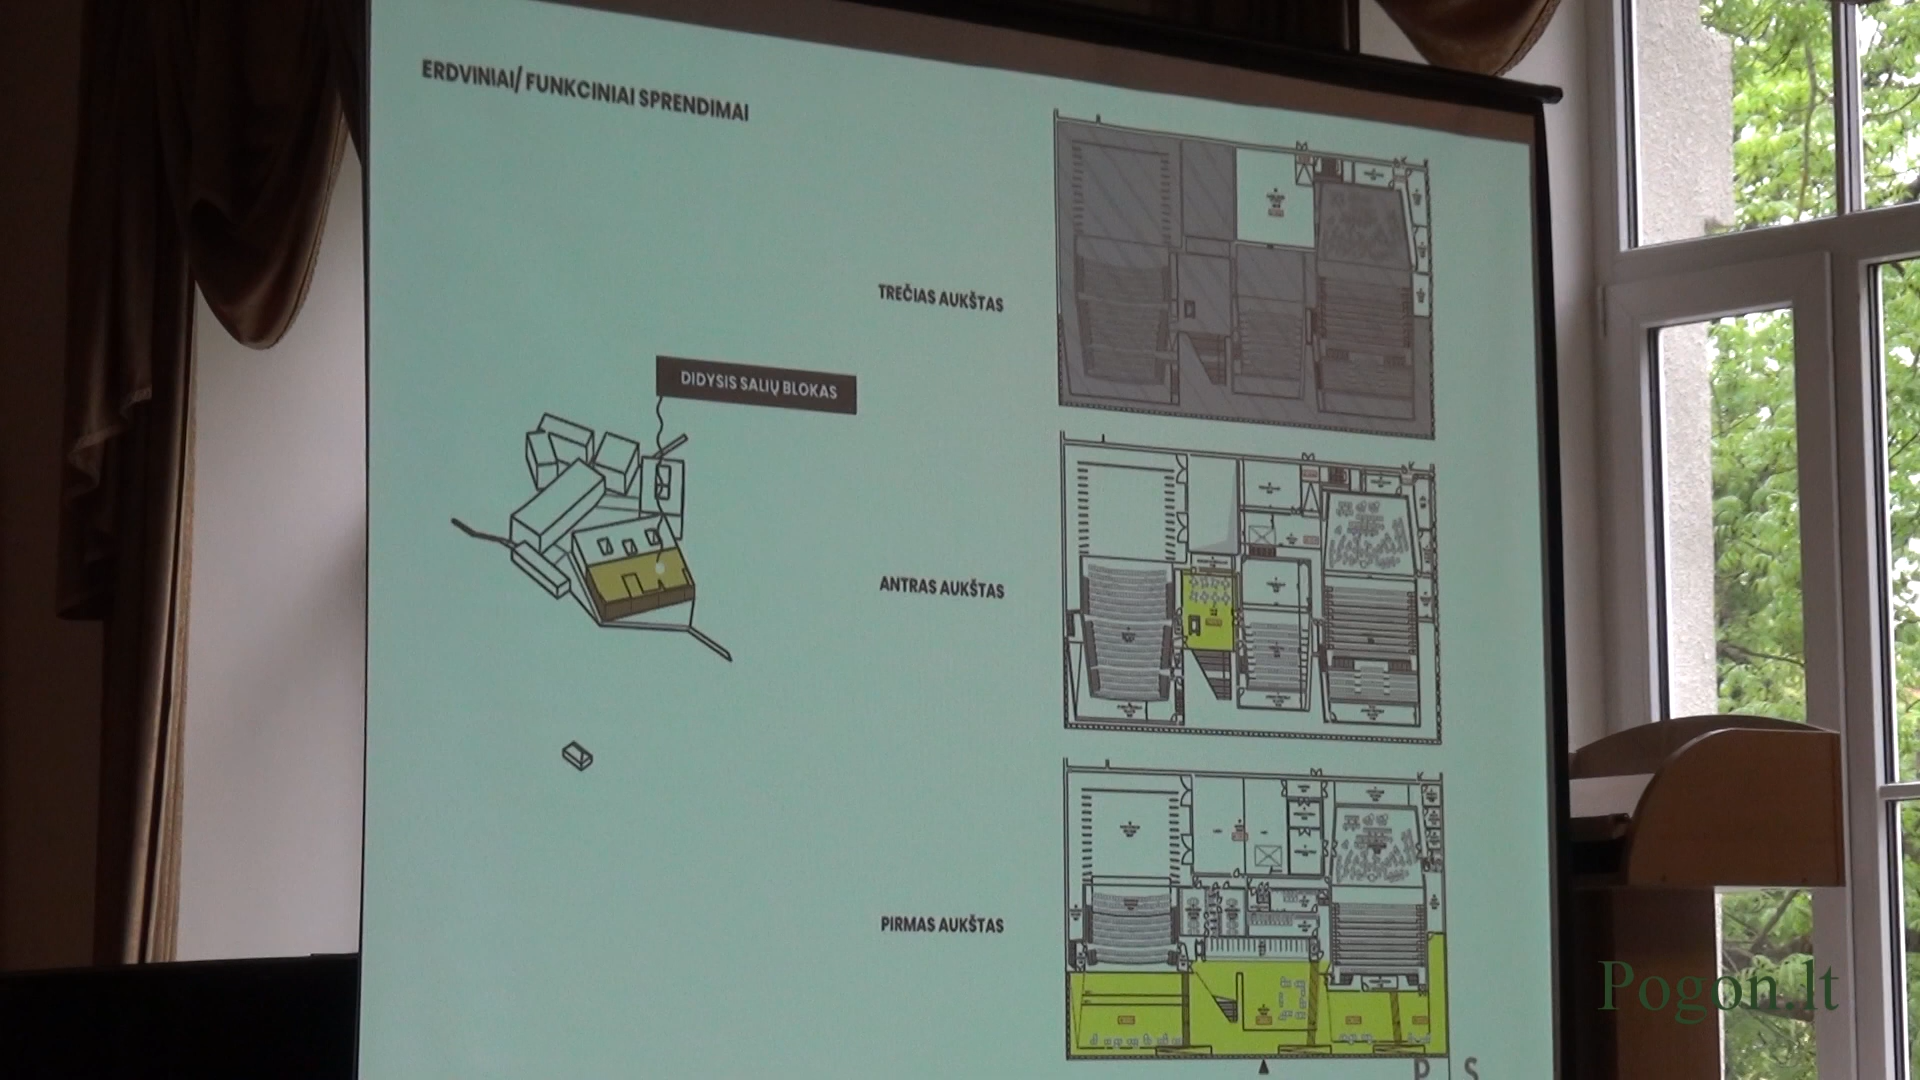 ERDVINIAI/ FUNKCINIAI SPRENDIMAI
TREČIAS AUKŠTAS
DIDYSIS SALIŲ BLOKAS
ANTRAS AUKŠTAS
PIRMAS AUKŠTAS
Pogon.lt
P S